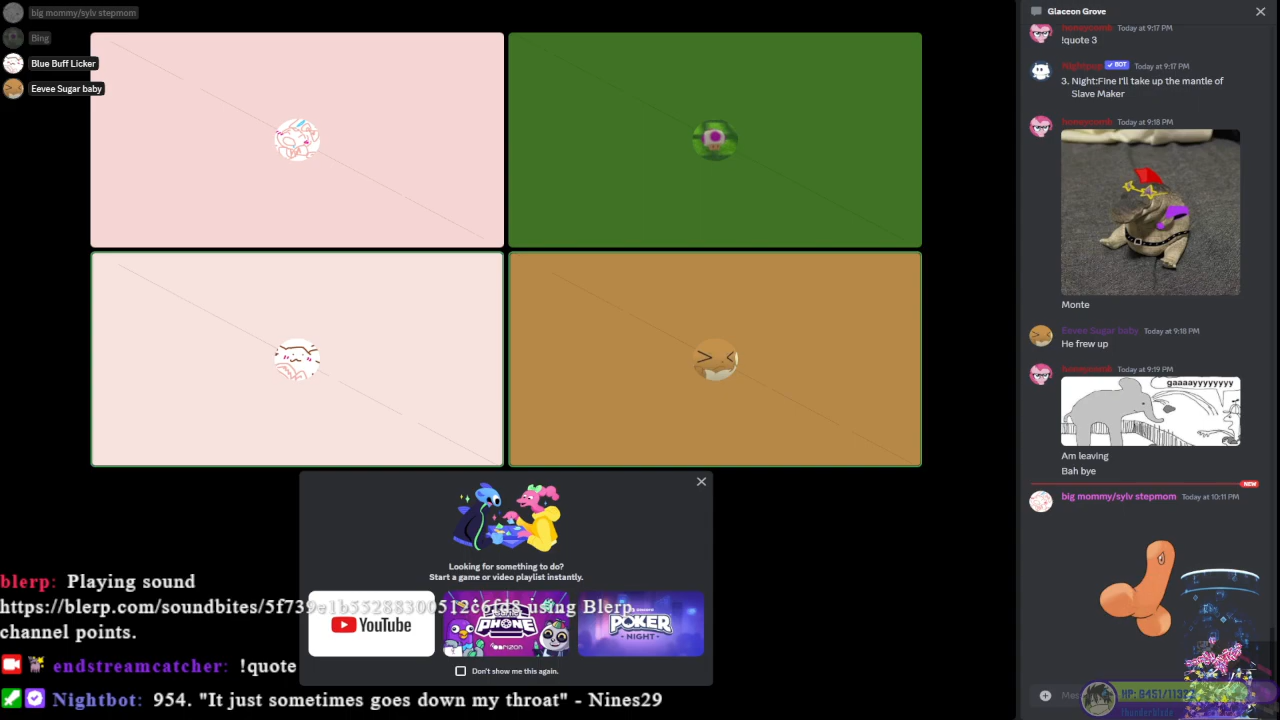 big mommy/sylv stepmom
Bing
Blue Buff Licker
Eevee Sugar baby
Looking for something to do?
Start a game or video playlist instantly.
YouTube
PHONE
POKER
NIGHT
Don't show me this again.
blerp: Playing sound
https://blerp.com/soundbites/5f739e1b55288300512c6fd8 using Blerp
channel points.
endstreamcatcher: !quote
Nightbot: 954. "It just sometimes goes down my throat" - Nines29
Glaceon Grove
Today at 9:17 PM
!quote 3
BOT Today at 9:17 PM
3. Night:Fine I'll take up the mantle of
Slave Maker
Today at 9:18 PM
Monte
Eevee Sugar baby Today at 9:18 PM
He frew up
Today at 9:19 PM
gaaaayyyyyyy
Am leaving
Bah bye
NEW
big mommy/sylv stepmom Today at 10:11 PM